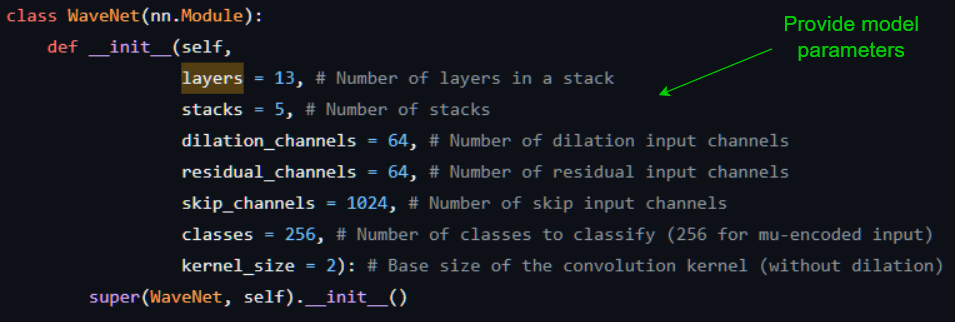 class WaveNet(nn.Module):
def __init__(self,
Provide model
parameters
layers = 13, # Number of layers in a stack
stacks = 5, # Number of stacks
dilation_channels = 64, # Number of dilation input channels
residual_channels = 64, # Number of residual input channels
skip_channels = 1024, # Number of skip input channels
classes = 256, # Number of classes to classify (256 for mu-encoded input)
kernel_size = 2): # Base size of the convolution kernel (without dilation)
super(WaveNet, self).__init__()